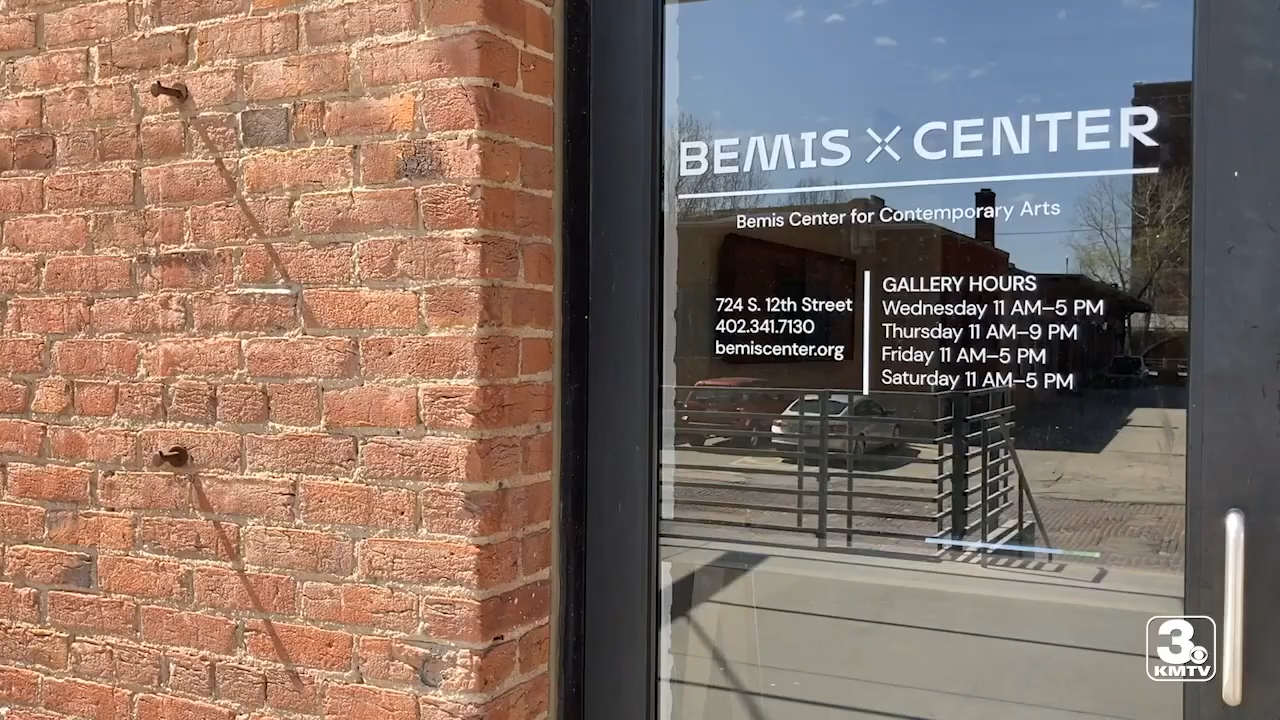 BEMIS X CENTER
Bemis Center for Contemporary Arts
724 S. 12th Street
402.341.7130
bemiscenter.org
GALLERY HOURS
Wednesday 11 AM–5 PM
Thursday 11 AM–9 PM
Friday 11 AM–5 PM
Saturday 11 AM–5 PM
3
KMTV